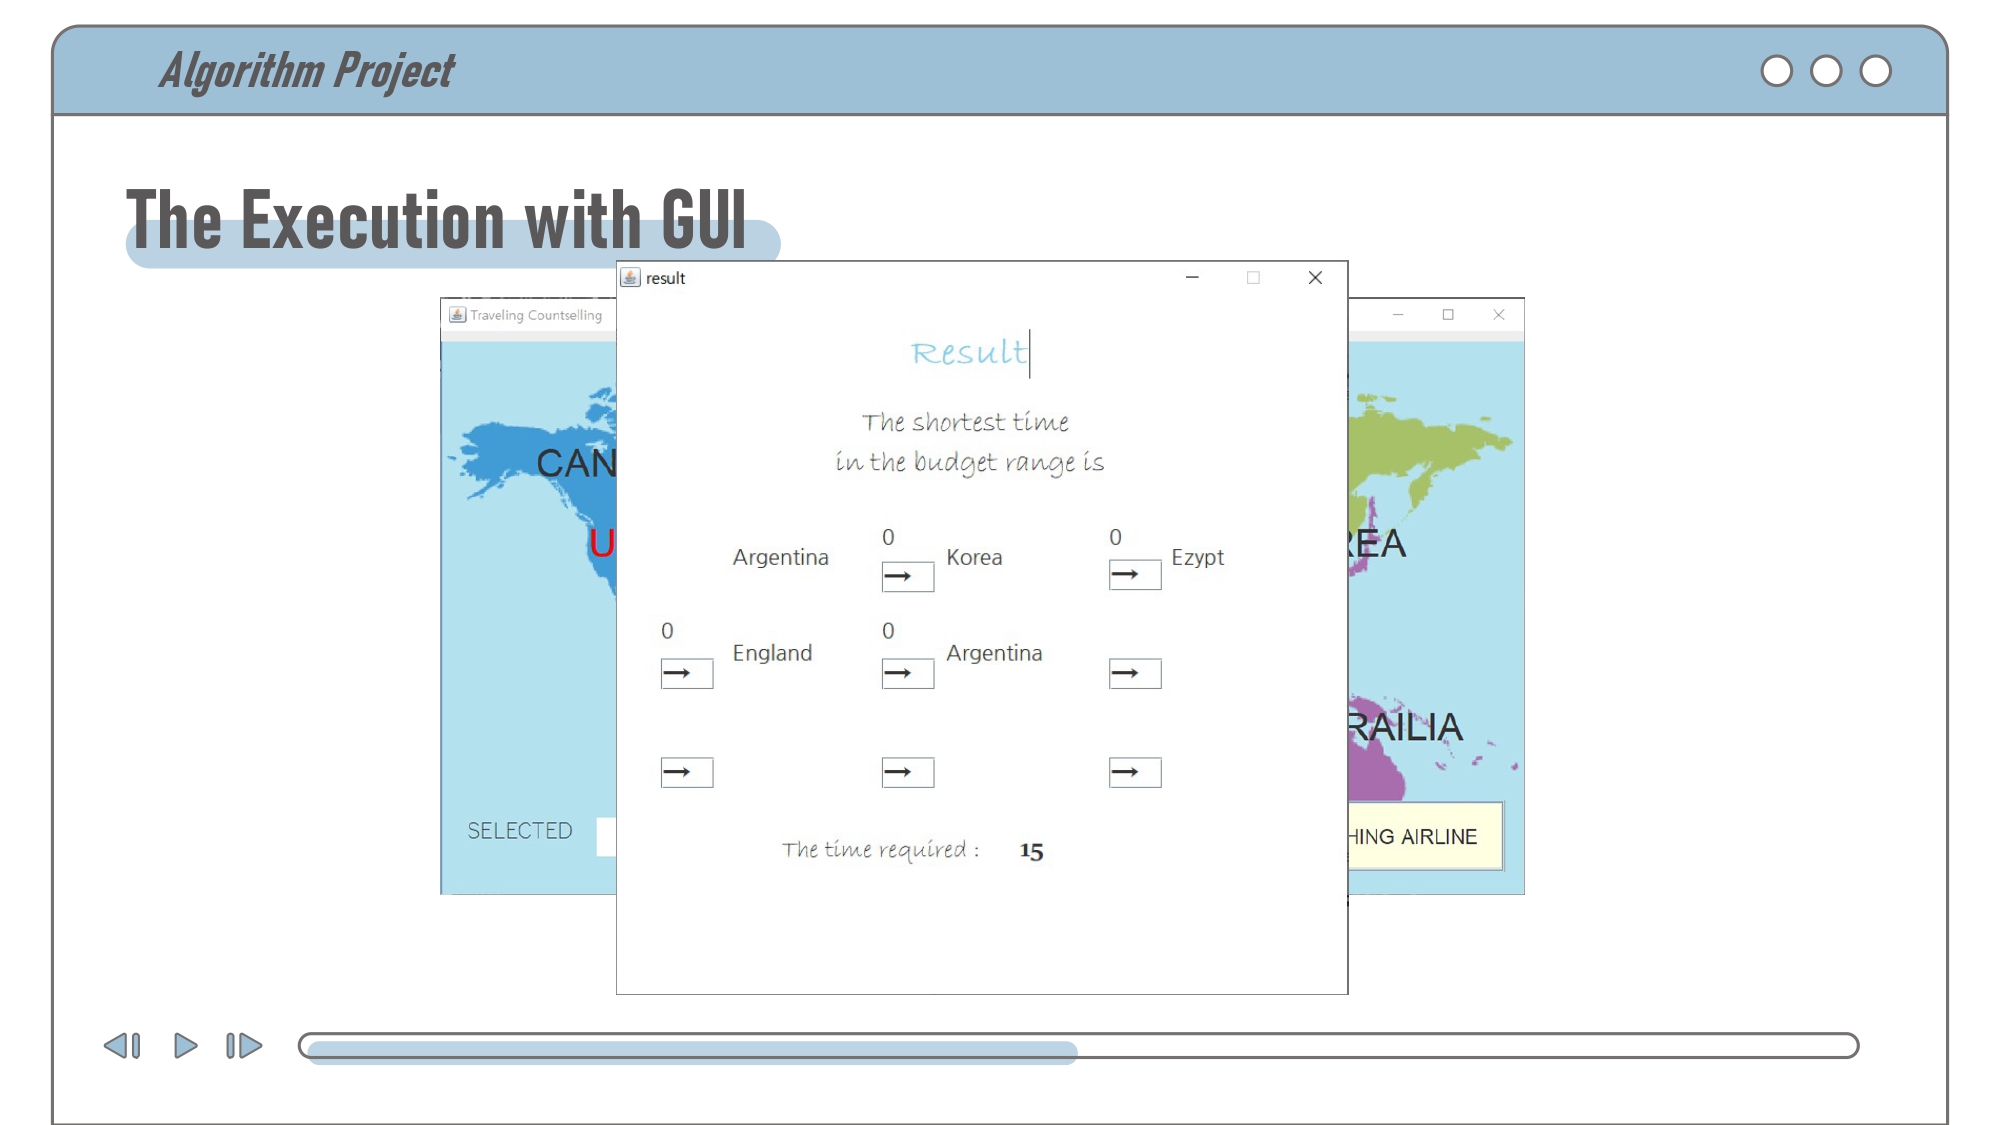 Algorithm Project
The Execution with GUI
result
Traveling Countselling
Result
The shortest time
in the budget range is
0 0
Argentina → Korea → Ezypt
0 0
→ England → Argentina →
→ → →
The time required : 15
CAN
U
REA
RAILIA
SELECTED
HING AIRLINE